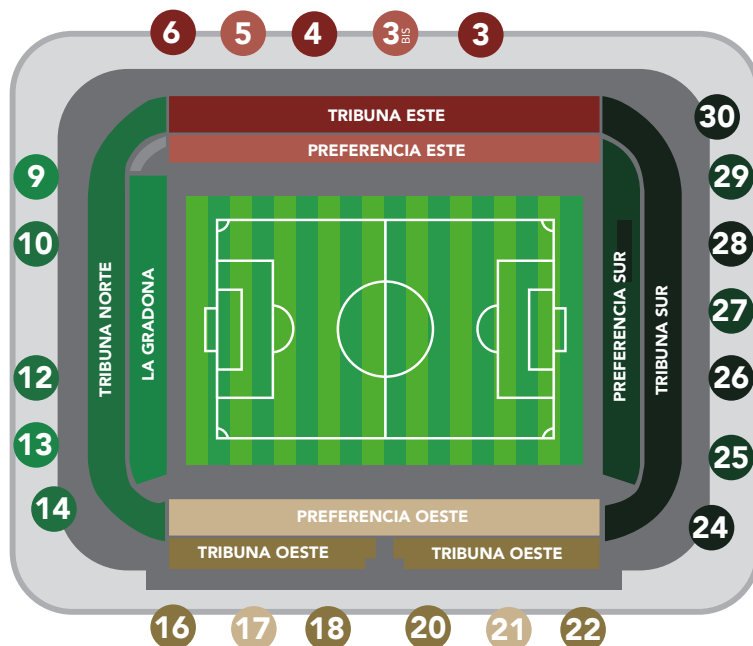 6 5 4 3 BIS 3
TRIBUNA ESTE
PREFERENCIA ESTE
9
10
12
13
14
TRIBUNA NORTE
LA GRADONA
PREFERENCIA SUR
TRIBUNA SUR
30
29
28
27
26
25
24
PREFERENCIA OESTE
TRIBUNA OESTE TRIBUNA OESTE
16 17 18 20 21 22